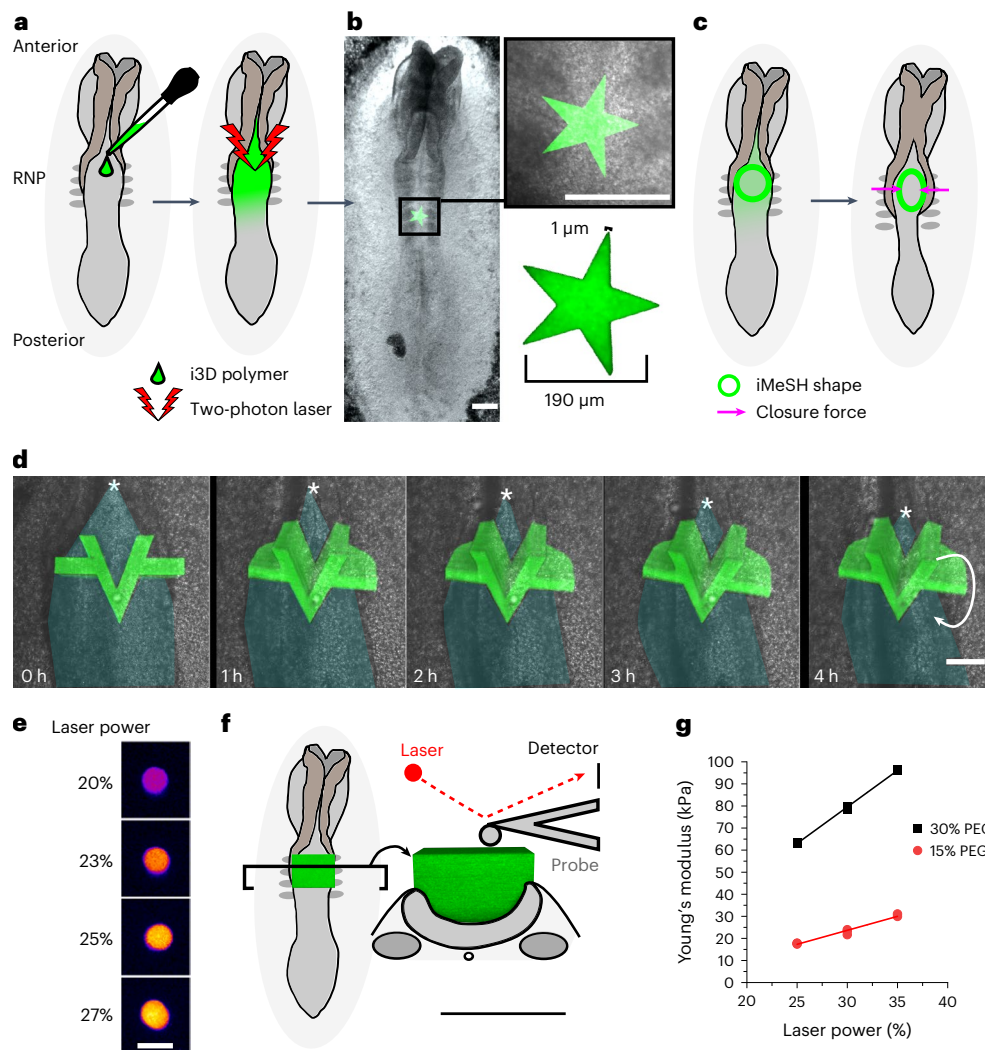 a
Anterior
RNP
Posterior
i3D polymer
Two-photon laser
b
1 µm
190 µm
c
iMeSH shape
Closure force
d
*
*
*
*
*
0 h
1 h
2 h
3 h
4 h
e
Laser power
20%
23%
25%
27%
f
Laser
Detector
Probe
g
Young's modulus (kPa)
100
90
80
70
60
50
40
30
20
10
0
20
25
30
35
40
Laser power (%)
30% PEG
15% PEG